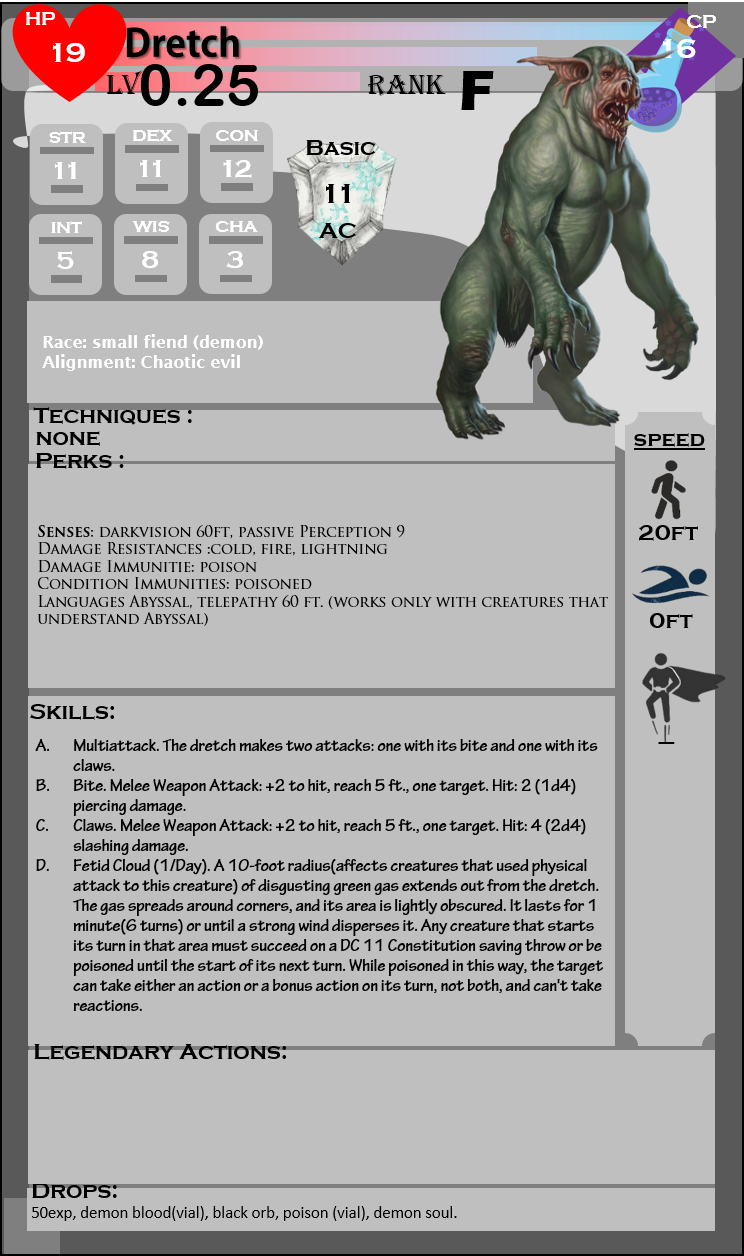 HP
19
Dretch
CP
16
LV 0.25
RANK F
STR
11
DEX
11
CON
12
INT
5
WIS
8
CHA
3
Basic
11
AC
Race: small fiend (demon)
Alignment: Chaotic evil
Techniques :
NONE
Perks :
Senses: darkvision 60ft, passive Perception 9
Damage Resistances :cold, fire, lightning
Damage Immunitie: poison
Condition Immunities: poisoned
Languages Abyssal, telepathy 60 ft. (works only with creatures that
understand Abyssal)
SPEED
20FT
0FT
Skills:
A. Multiattack. The dretch makes two attacks: one with its bite and one with its
claws.
B. Bite. Melee Weapon Attack: +2 to hit, reach 5 ft., one target. Hit: 2 (1d4)
piercing damage.
C. Claws. Melee Weapon Attack: +2 to hit, reach 5 ft., one target. Hit: 4 (2d4)
slashing damage.
D. Fetid Cloud (1/Day). A 10-foot radius(affects creatures that used physical
attack to this creature) of disgusting green gas extends out from the dretch.
The gas spreads around corners, and its area is lightly obscured. It lasts for 1
minute(6 turns) or until a strong wind disperses it. Any creature that starts
its turn in that area must succeed on a DC 11 Constitution saving throw or be
poisoned until the start of its next turn. While poisoned in this way, the target
can take either an action or a bonus action on its turn, not both, and can't take
reactions.
Legendary Actions:
Drops:
50exp, demon blood(vial), black orb, poison (vial), demon soul.